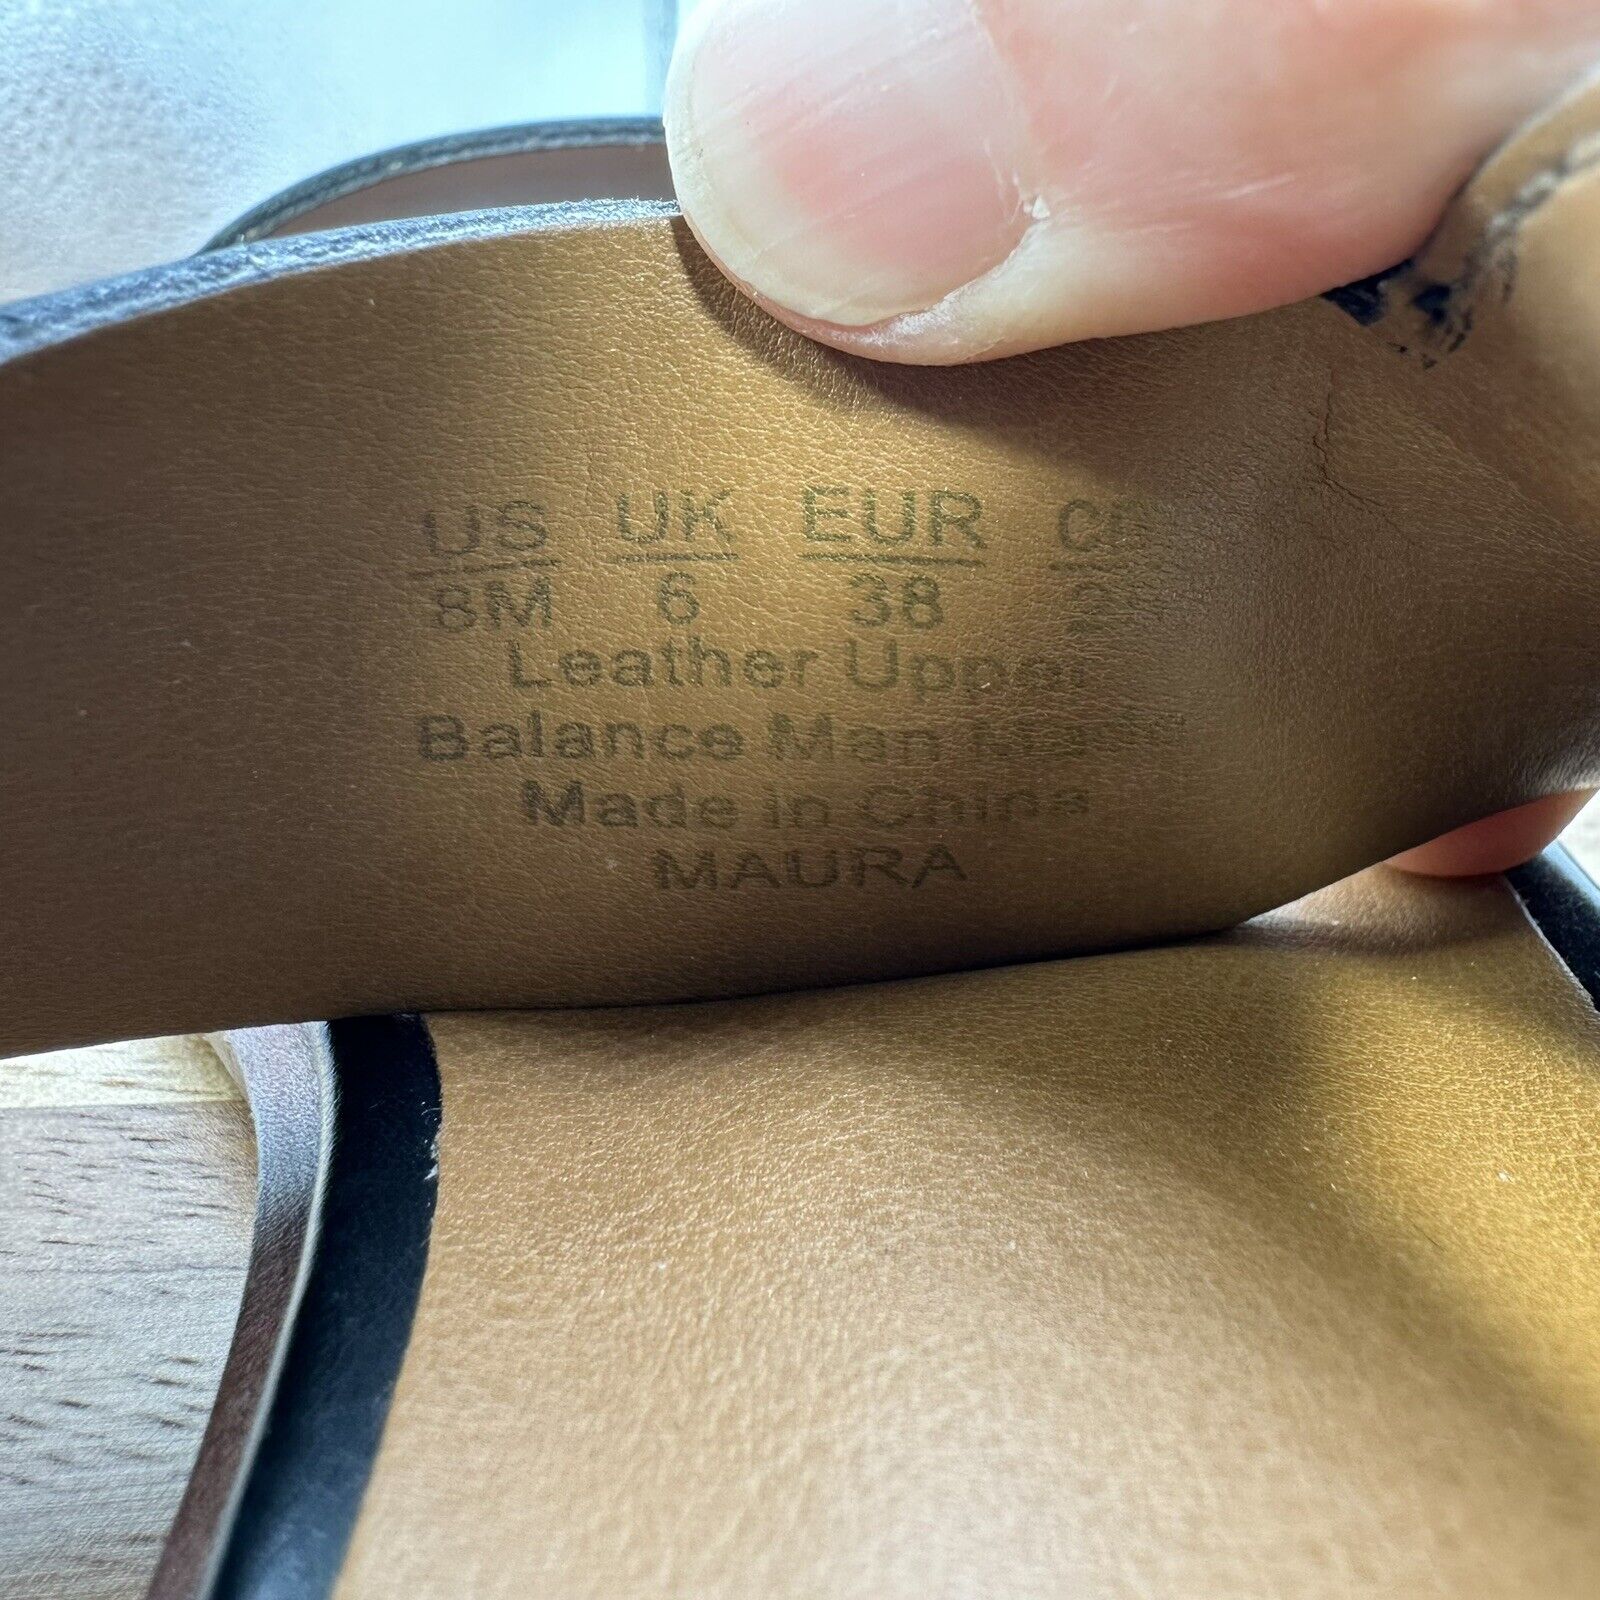 US UK EUR
8M 6 38
Leather Upper
Balance Man Made
Made in China
MAURA